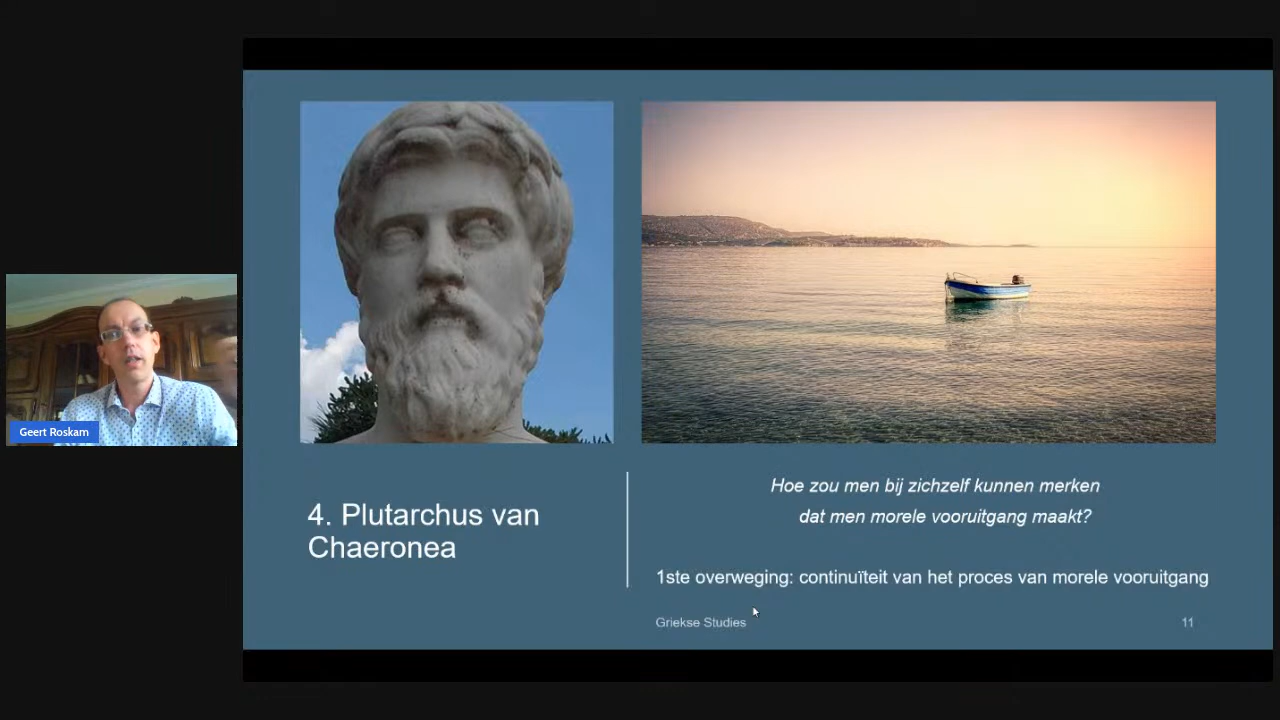 Geert Roskam
4. Plutarchus van
Chaeronea
Hoe zou men bij zichzelf kunnen merken
dat men morele vooruitgang maakt?
1ste overweging: continuïteit van het proces van morele vooruitgang
Griekse Studies
11